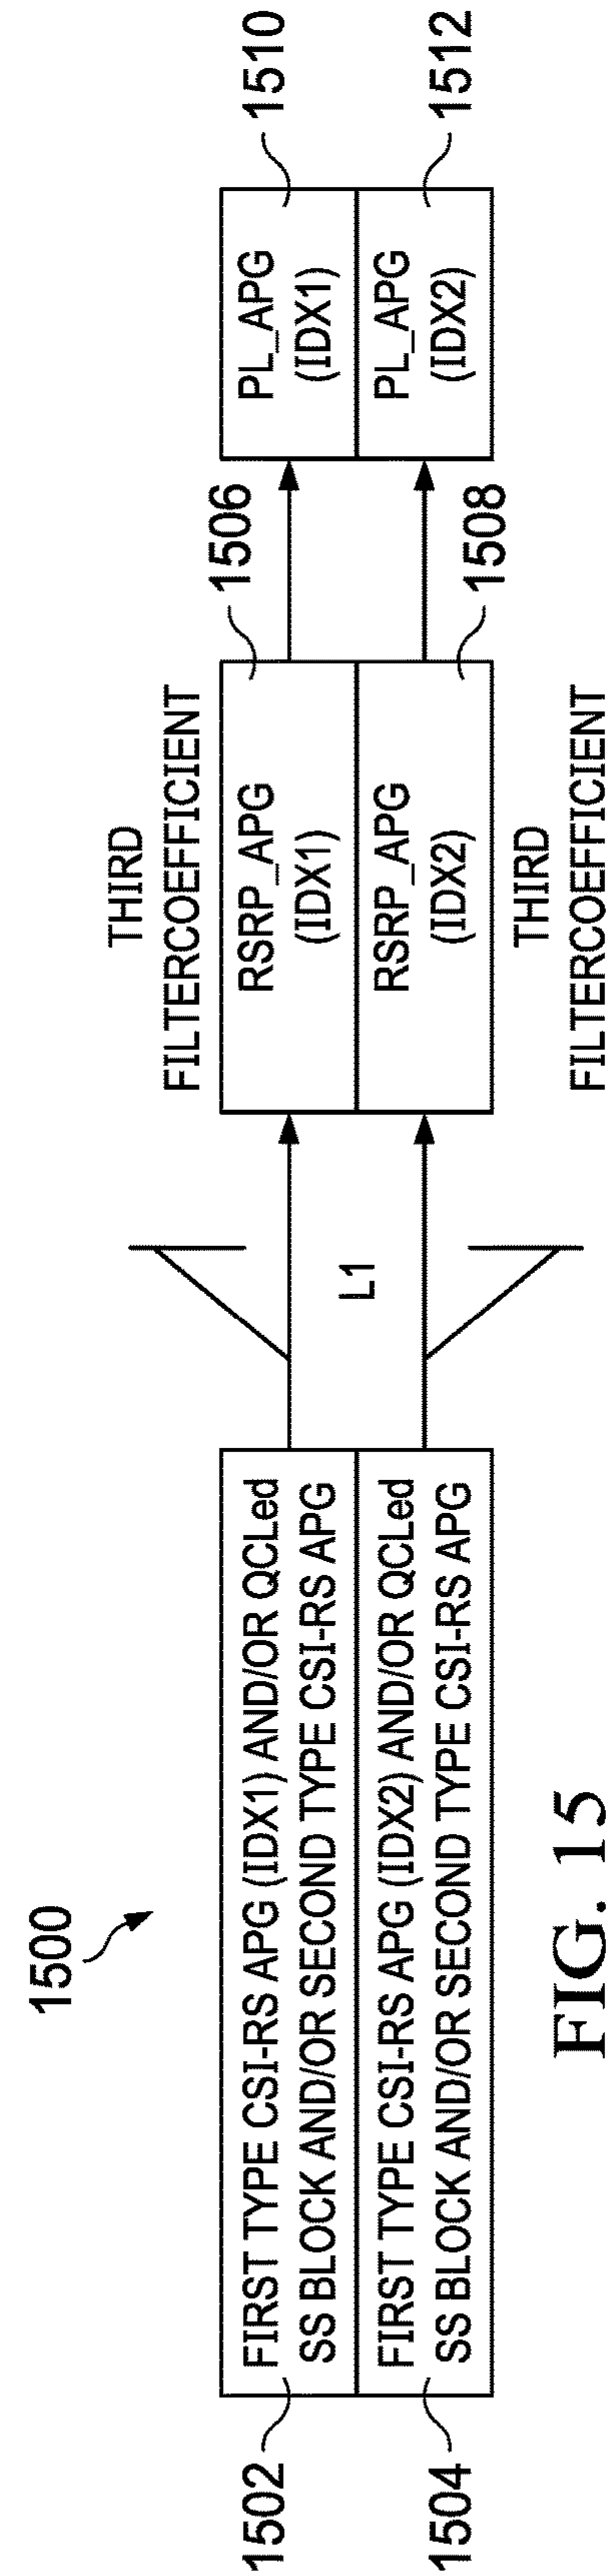 1500
1502
FIRST TYPE CSI-RS APG (IDX1) AND/OR QCLed
SS BLOCK AND/OR SECOND TYPE CSI-RS APG
1504
FIRST TYPE CSI-RS APG (IDX2) AND/OR QCLed
SS BLOCK AND/OR SECOND TYPE CSI-RS APG
L1
THIRD
FILTERCOEFFICIENT
1506
RSRP_APG
(IDX1)
RSRP_APG
(IDX2)
1508
THIRD
FILTERCOEFFICIENT
PL_APG
(IDX1)
1510
PL_APG
(IDX2)
1512
FIG. 15